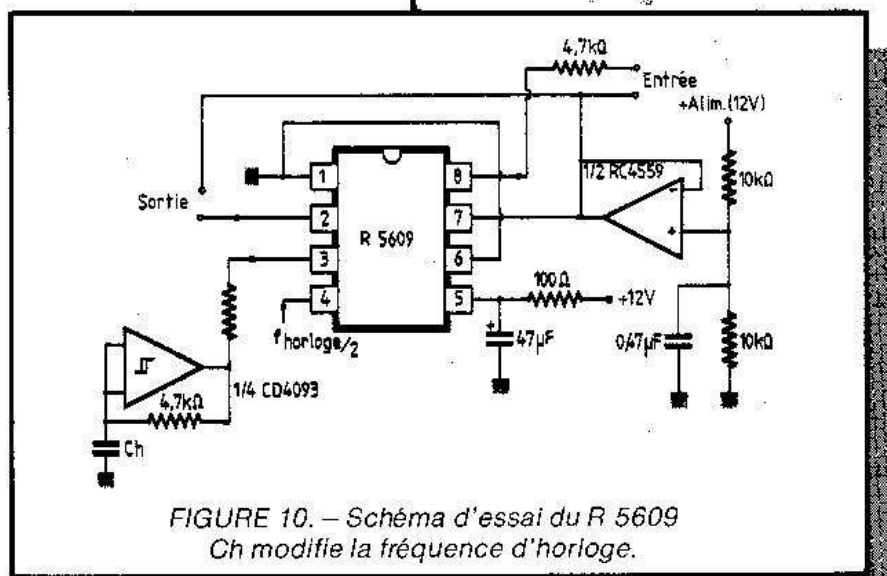 4,7kΩ
Entrée
+Alim.(12V)
1/2 RC4559
10kΩ
1
8
Sortie
2
7
R 5609
3
6
100Ω
+12V
4
5
f horloge/2
+
47µF
0,47µF
10kΩ
-
+
1/4 CD4093
4,7kΩ
Ch
FIGURE 10. – Schéma d'essai du R 5609
Ch modifie la fréquence d'horloge.